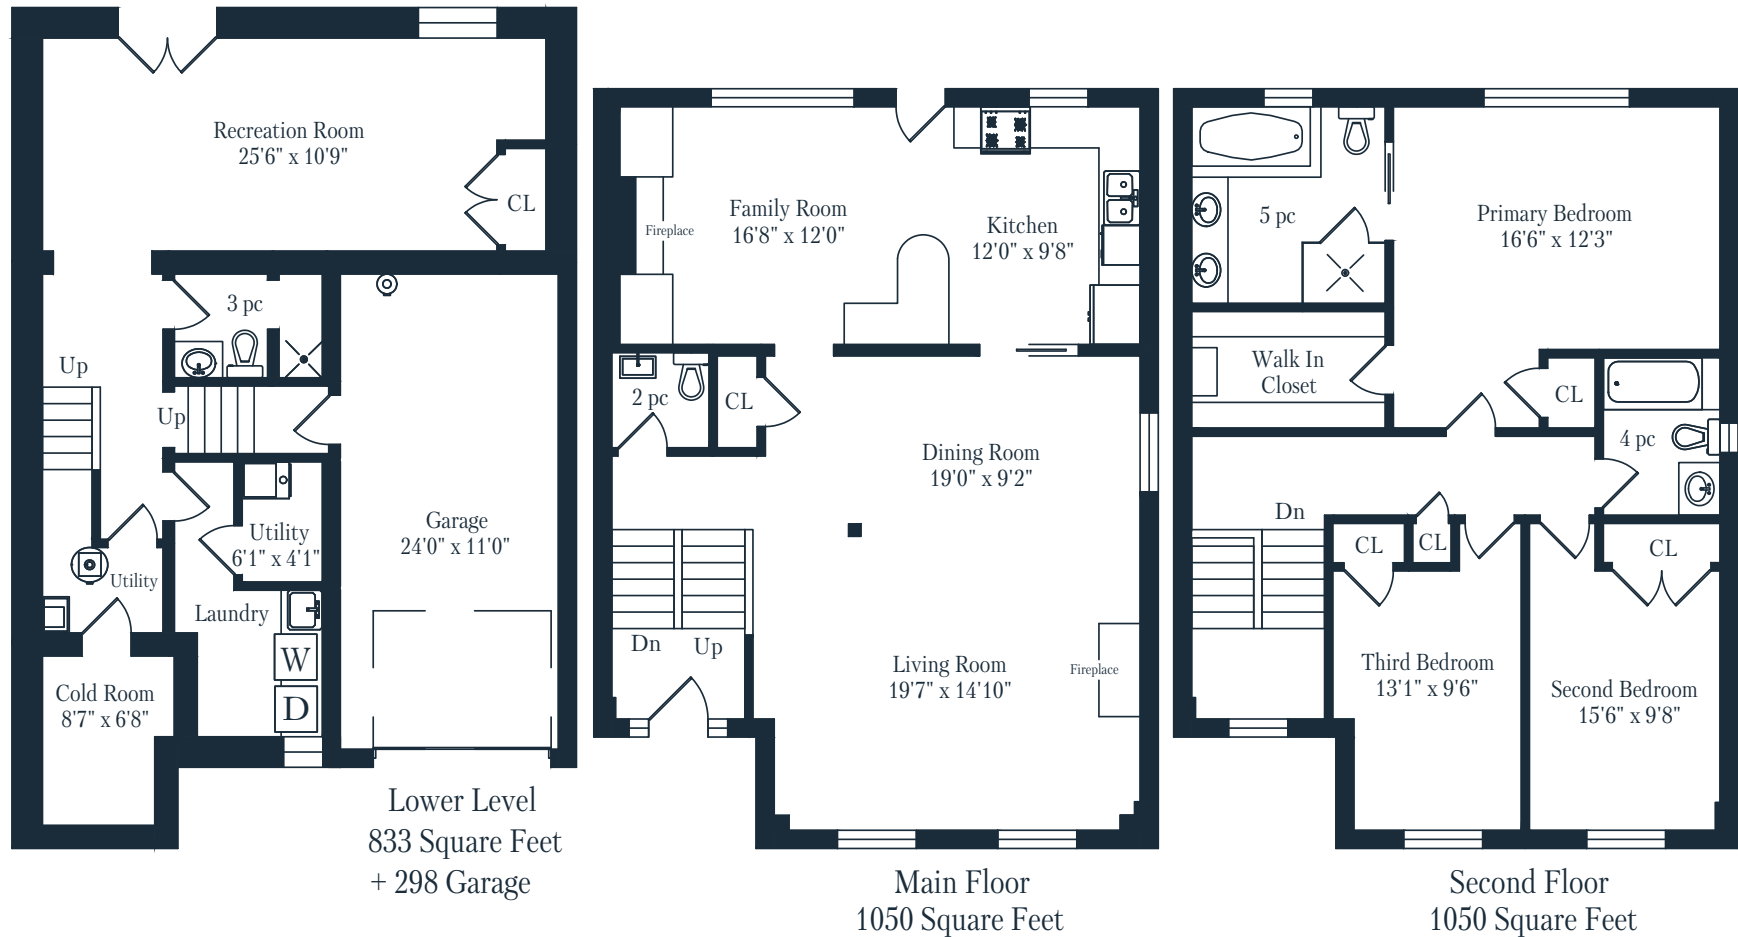 Recreation Room
25'6" x 10'9"
CL
3 pc
Up
Up
Utility
6'1" x 4'1"
Garage
24'0" x 11'0"
Utility
Laundry
W
D
Cold Room
8'7" x 6'8"
Lower Level
833 Square Feet
+ 298 Garage
Family Room
16'8" x 12'0"
Fireplace
Kitchen
12'0" x 9'8"
2 pc
CL
Dining Room
19'0" x 9'2"
Dn
Up
Living Room
19'7" x 14'10"
Fireplace
Main Floor
1050 Square Feet
5 pc
Primary Bedroom
16'6" x 12'3"
Walk In
Closet
CL
4 pc
Dn
CL
CL
CL
Third Bedroom
13'1" x 9'6"
Second Bedroom
15'6" x 9'8"
Second Floor
1050 Square Feet